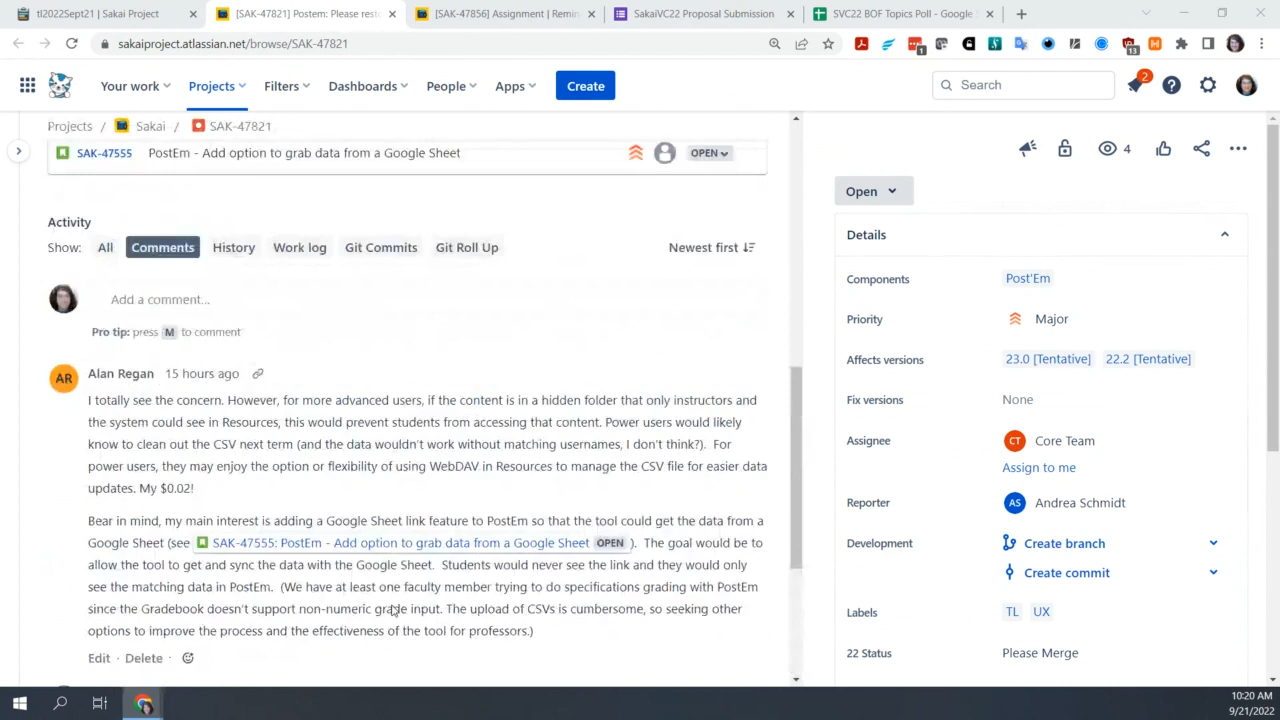 tl2022Sept21 | Sakai Project
[SAK-47821] Postem: Please rest
[SAK-47856] Assignment | Remin
SakaiVC22 Proposal Submission
SVC22 BOF Topics Poll - Google
sakaiproject.atlassian.net/browse/SAK-47821
1
13
Your work
Projects
Filters
Dashboards
People
Apps
Create
Search
2
Projects / Sakai / SAK-47821
SAK-47555 PostEm - Add option to grab data from a Google Sheet OPEN
4
Open
Activity
Show: All Comments History Work log Git Commits Git Roll Up Newest first
Add a comment...
Pro tip: press M to comment
AR
Alan Regan 15 hours ago
I totally see the concern. However, for more advanced users, if the content is in a hidden folder that only instructors and
the system could see in Resources, this would prevent students from accessing that content. Power users would likely
know to clean out the CSV next term (and the data wouldn't work without matching usernames, I don't think?). For
power users, they may enjoy the option or flexibility of using WebDAV in Resources to manage the CSV file for easier data
updates. My $0.02!
Bear in mind, my main interest is adding a Google Sheet link feature to PostEm so that the tool could get the data from a
Google Sheet (see SAK-47555: PostEm - Add option to grab data from a Google Sheet OPEN ). The goal would be to
allow the tool to get and sync the data with the Google Sheet. Students would never see the link and they would only
see the matching data in PostEm. (We have at least one faculty member trying to do specifications grading with PostEm
since the Gradebook doesn't support non-numeric grade input. The upload of CSVs is cumbersome, so seeking other
options to improve the process and the effectiveness of the tool for professors.)
Edit · Delete ·
Details
Components Post'Em
Priority Major
Affects versions 23.0 [Tentative] 22.2 [Tentative]
Fix versions None
Assignee CT Core Team
Assign to me
Reporter AS Andrea Schmidt
Development Create branch
Create commit
Labels TL UX
22 Status Please Merge
10:20 AM
9/21/2022